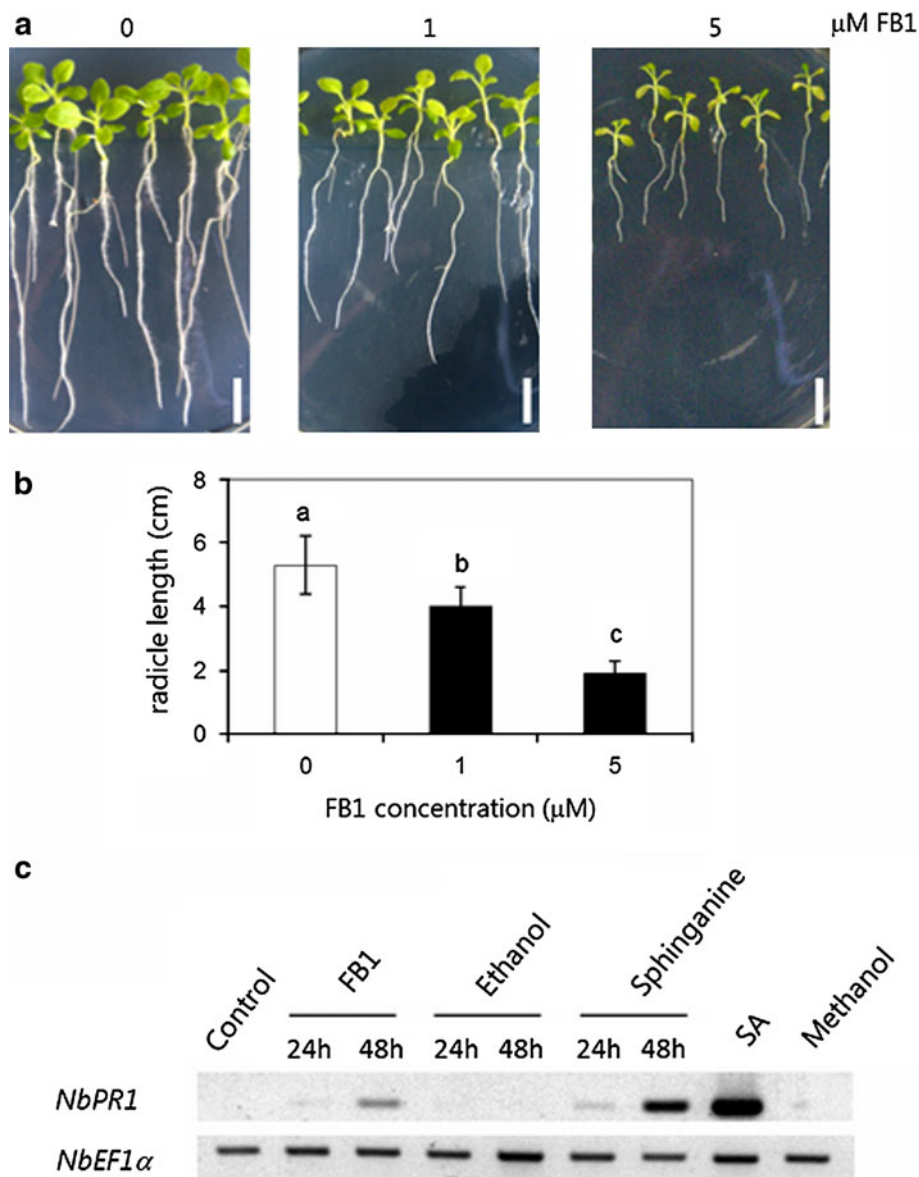 a
0 1 5 μM FB1
b
radicle length (cm)
8
6
4
2
0
a
b
c
0 1 5
FB1 concentration (μM)
c
Control FB1 Ethanol Sphinganine SA Methanol
24h 48h 24h 48h 24h 48h
NbPR1
NbEF1α